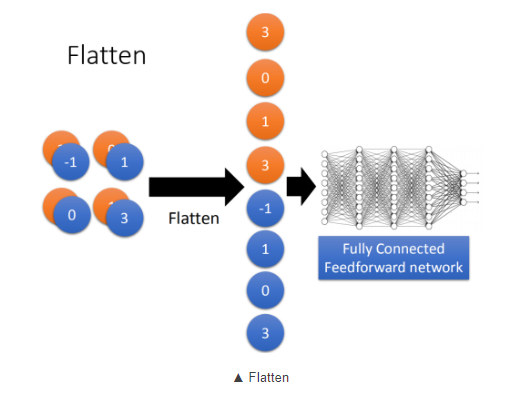 Flatten
3
0
1
3
-1
1
0
3
-1 1
0 3
Flatten
Fully Connected
Feedforward network
▲ Flatten